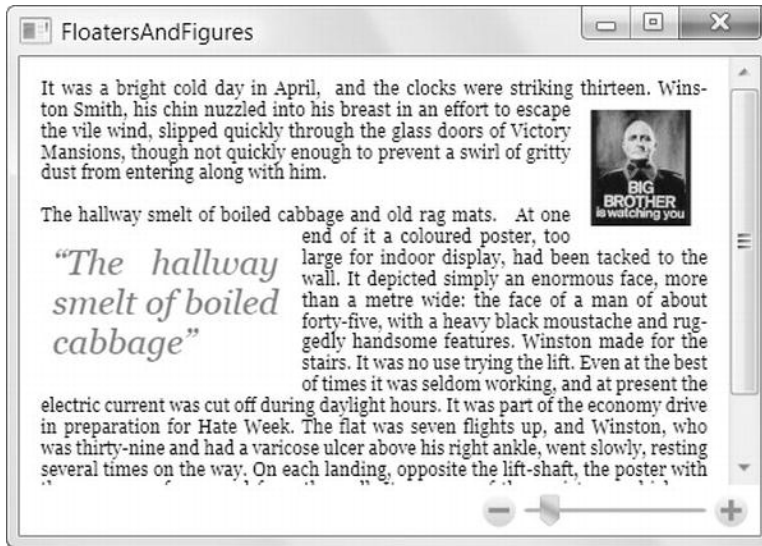 FloatersAndFigures
It was a bright cold day in April, and the clocks were striking thirteen. Wins-
ton Smith, his chin nuzzled into his breast in an effort to escape
the vile wind, slipped quickly through the glass doors of Victory
Mansions, though not quickly enough to prevent a swirl of gritty
dust from entering along with him.
BIG
BROTHER
is watching you
The hallway smelt of boiled cabbage and old rag mats. At one
end of it a coloured poster, too
large for indoor display, had been tacked to the
wall. It depicted simply an enormous face, more
than a metre wide: the face of a man of about
forty-five, with a heavy black moustache and rug-
gedly handsome features. Winston made for the
stairs. It was no use trying the lift. Even at the best
of times it was seldom working, and at present the
“The hallway
smelt of boiled
cabbage”
electric current was cut off during daylight hours. It was part of the economy drive
in preparation for Hate Week. The flat was seven flights up, and Winston, who
was thirty-nine and had a varicose ulcer above his right ankle, went slowly, resting
several times on the way. On each landing, opposite the lift-shaft, the poster with